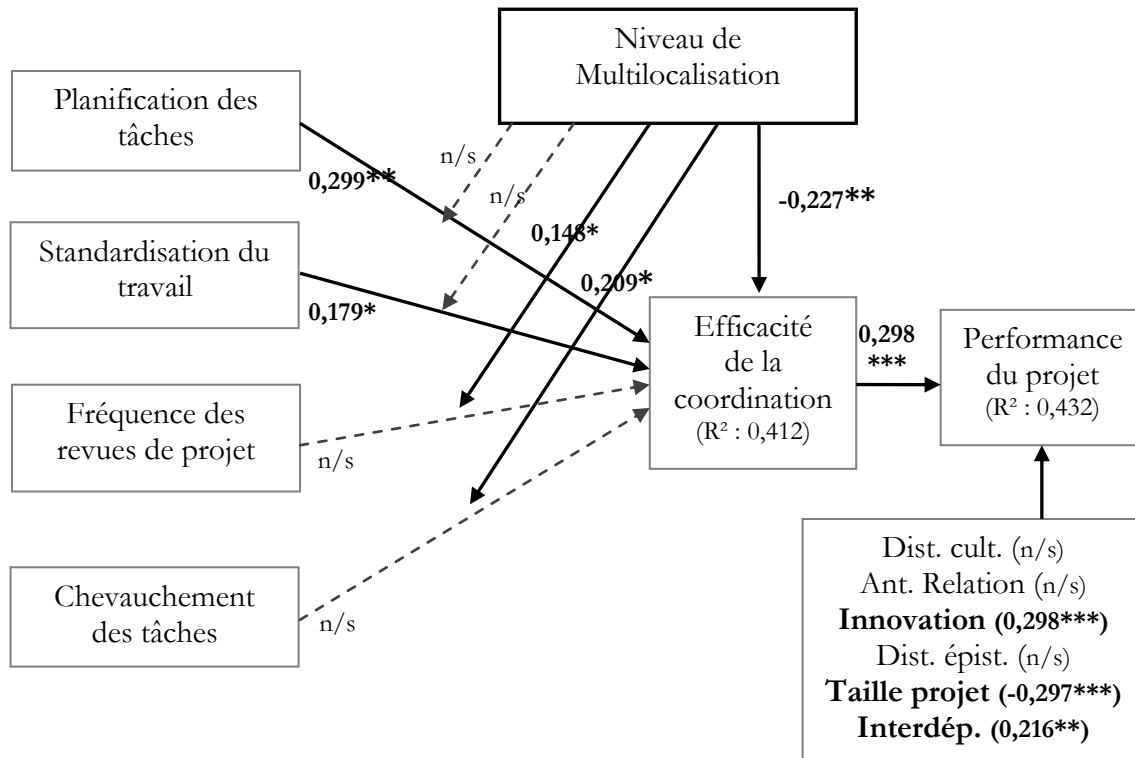 Niveau de
Multilocalisation
Planification des
tâches
n/s
0,299**
n/s
-0,227**
0,148*
Standardisation du
travail
0,209*
0,179*
Efficacité
de la
coordination
(R² : 0,412)
0,298
***
Performance
du projet
(R² : 0,432)
Fréquence des
revues de projet
n/s
Chevauchement
des tâches
n/s
Dist. cult. (n/s)
Ant. Relation (n/s)
Innovation (0,298***)
Dist. épist. (n/s)
Taille projet (-0,297***)
Interdép. (0,216**)